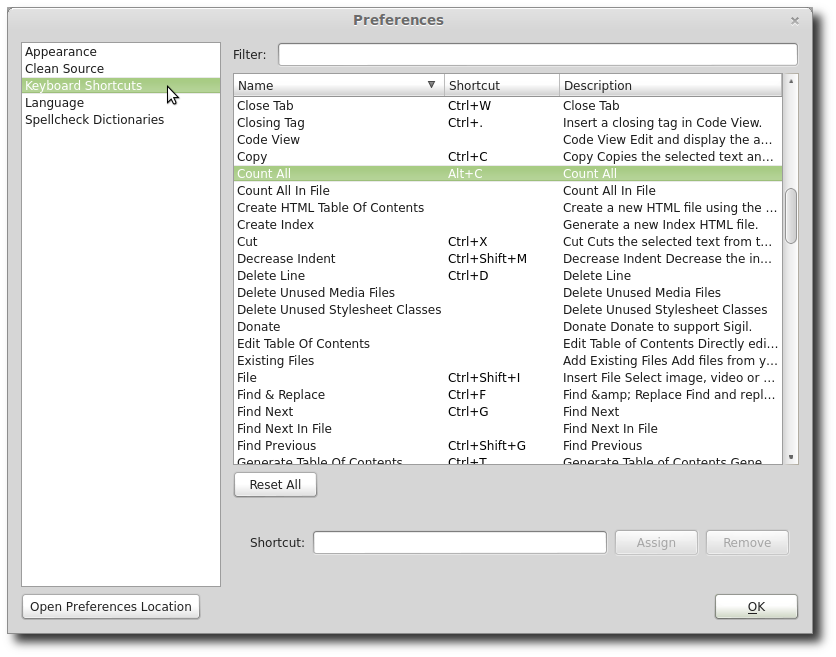 Preferences
Appearance
Clean Source
Keyboard Shortcuts
Language
Spellcheck Dictionaries
Filter:
Name Shortcut Description
Close Tab Ctrl+W Close Tab
Closing Tag Ctrl+. Insert a closing tag in Code View.
Code View Code View Edit and display the a...
Copy Ctrl+C Copy Copies the selected text an...
Count All Alt+C Count All
Count All In File Count All In File
Create HTML Table Of Contents Create a new HTML file using the ...
Create Index Generate a new Index HTML file.
Cut Ctrl+X Cut Cuts the selected text from t...
Decrease Indent Ctrl+Shift+M Decrease Indent Decrease the in...
Delete Line Ctrl+D Delete Line
Delete Unused Media Files Delete Unused Media Files
Delete Unused Stylesheet Classes Delete Unused Stylesheet Classes
Donate Donate Donate to support Sigil.
Edit Table Of Contents Edit Table of Contents Directly edi...
Existing Files Add Existing Files Add files from y...
File Ctrl+Shift+I Insert File Select image, video or ...
Find & Replace Ctrl+F Find &amp; Replace Find and repl...
Find Next Ctrl+G Find Next
Find Next In File Find Next In File
Find Previous Ctrl+Shift+G Find Previous
Generate Table Of Contents Ctrl+T Generate Table of Contents Gene...
Reset All
Shortcut: Assign Remove
Open Preferences Location OK